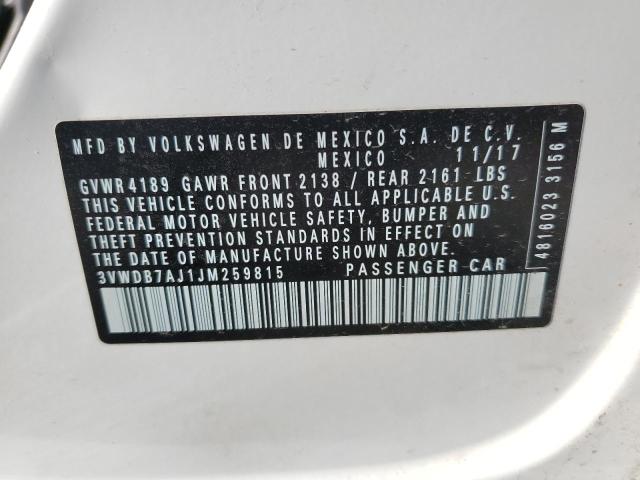 MFD BY VOLKSWAGEN DE MEXICO S.A. DE C.V.
MEXICO 11/17
GVWR 4189 GAWR FRONT 2138 / REAR 2161 LBS
THIS VEHICLE CONFORMS TO ALL APPLICABLE U.S.
FEDERAL MOTOR VEHICLE SAFETY, BUMPER AND
THEFT PREVENTION STANDARDS IN EFFECT ON
THE DATE OF MANUFACTURE SHOWN ABOVE.
3VWDB7AJ1JM259815 PASSENGER CAR
4816023 3156 M